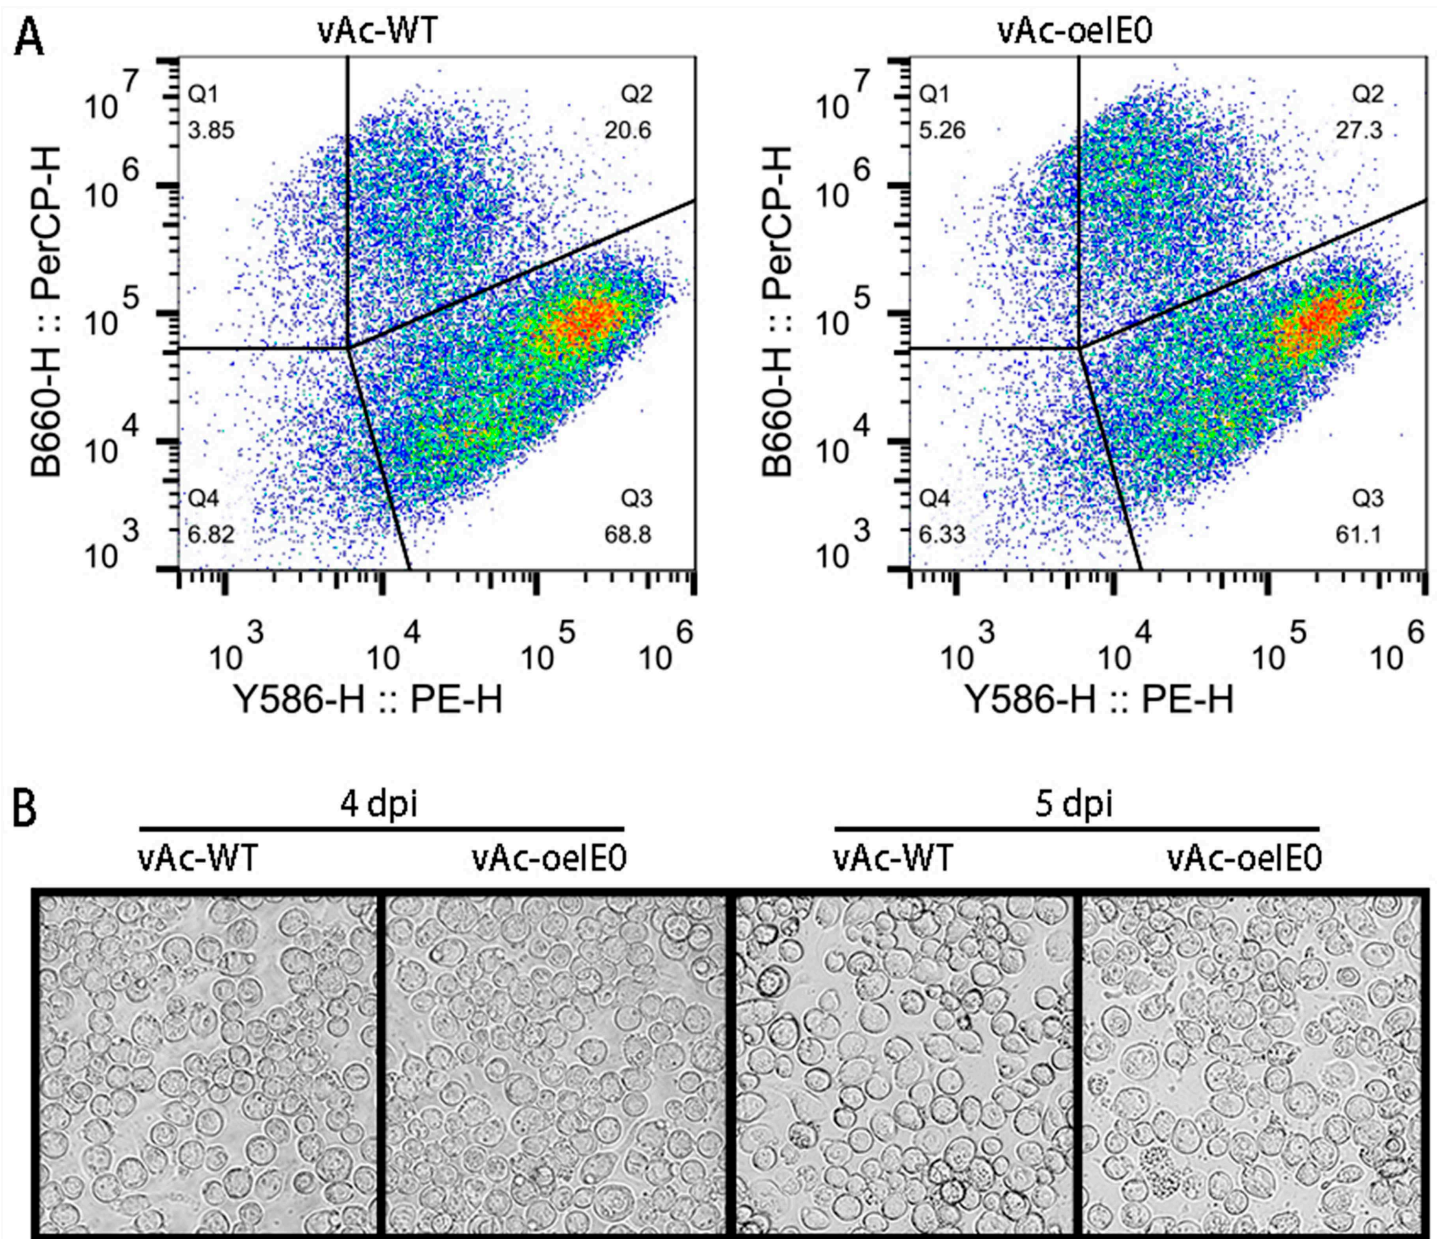 A
vAc-WT
vAc-oeIE0
Q1
3.85
Q2
20.6
Q4
6.82
Q3
68.8
10^7
10^6
10^5
10^4
10^3
B660-H :: PerCP-H
10^3 10^4 10^5 10^6
Y586-H :: PE-H
Q1
5.26
Q2
27.3
Q4
6.33
Q3
61.1
10^7
10^6
10^5
10^4
10^3
B660-H :: PerCP-H
10^3 10^4 10^5 10^6
Y586-H :: PE-H
B
4 dpi
5 dpi
vAc-WT
vAc-oeIE0
vAc-WT
vAc-oeIE0